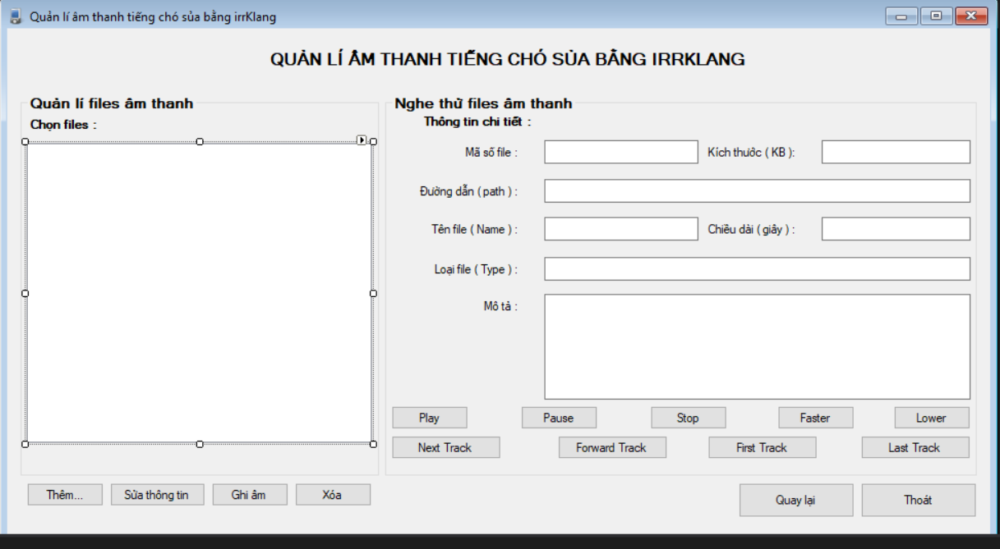 Quản lí âm thanh tiếng chó sủa bằng irrKlang
QUẢN LÍ ÂM THANH TIẾNG CHÓ SỦA BẰNG IRRKLANG
Quản lí files âm thanh
Chọn files :
Nghe thử files âm thanh
Thông tin chi tiết :
Mã số file :
Kích thước ( KB ):
Đường dẫn ( path ) :
Tên file ( Name ) :
Chiều dài ( giây ) :
Loại file ( Type ) :
Mô tả :
Play
Pause
Stop
Faster
Lower
Next Track
Forward Track
First Track
Last Track
Thêm...
Sửa thông tin
Ghi âm
Xóa
Quay lại
Thoát